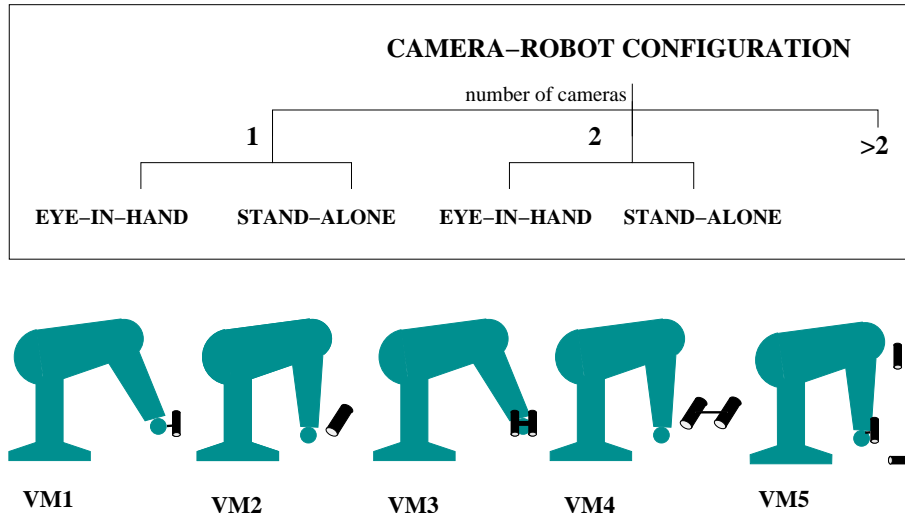 CAMERA–ROBOT CONFIGURATION
number of cameras
1 2 >2
EYE–IN–HAND STAND–ALONE EYE–IN–HAND STAND–ALONE
VM1 VM2 VM3 VM4 VM5